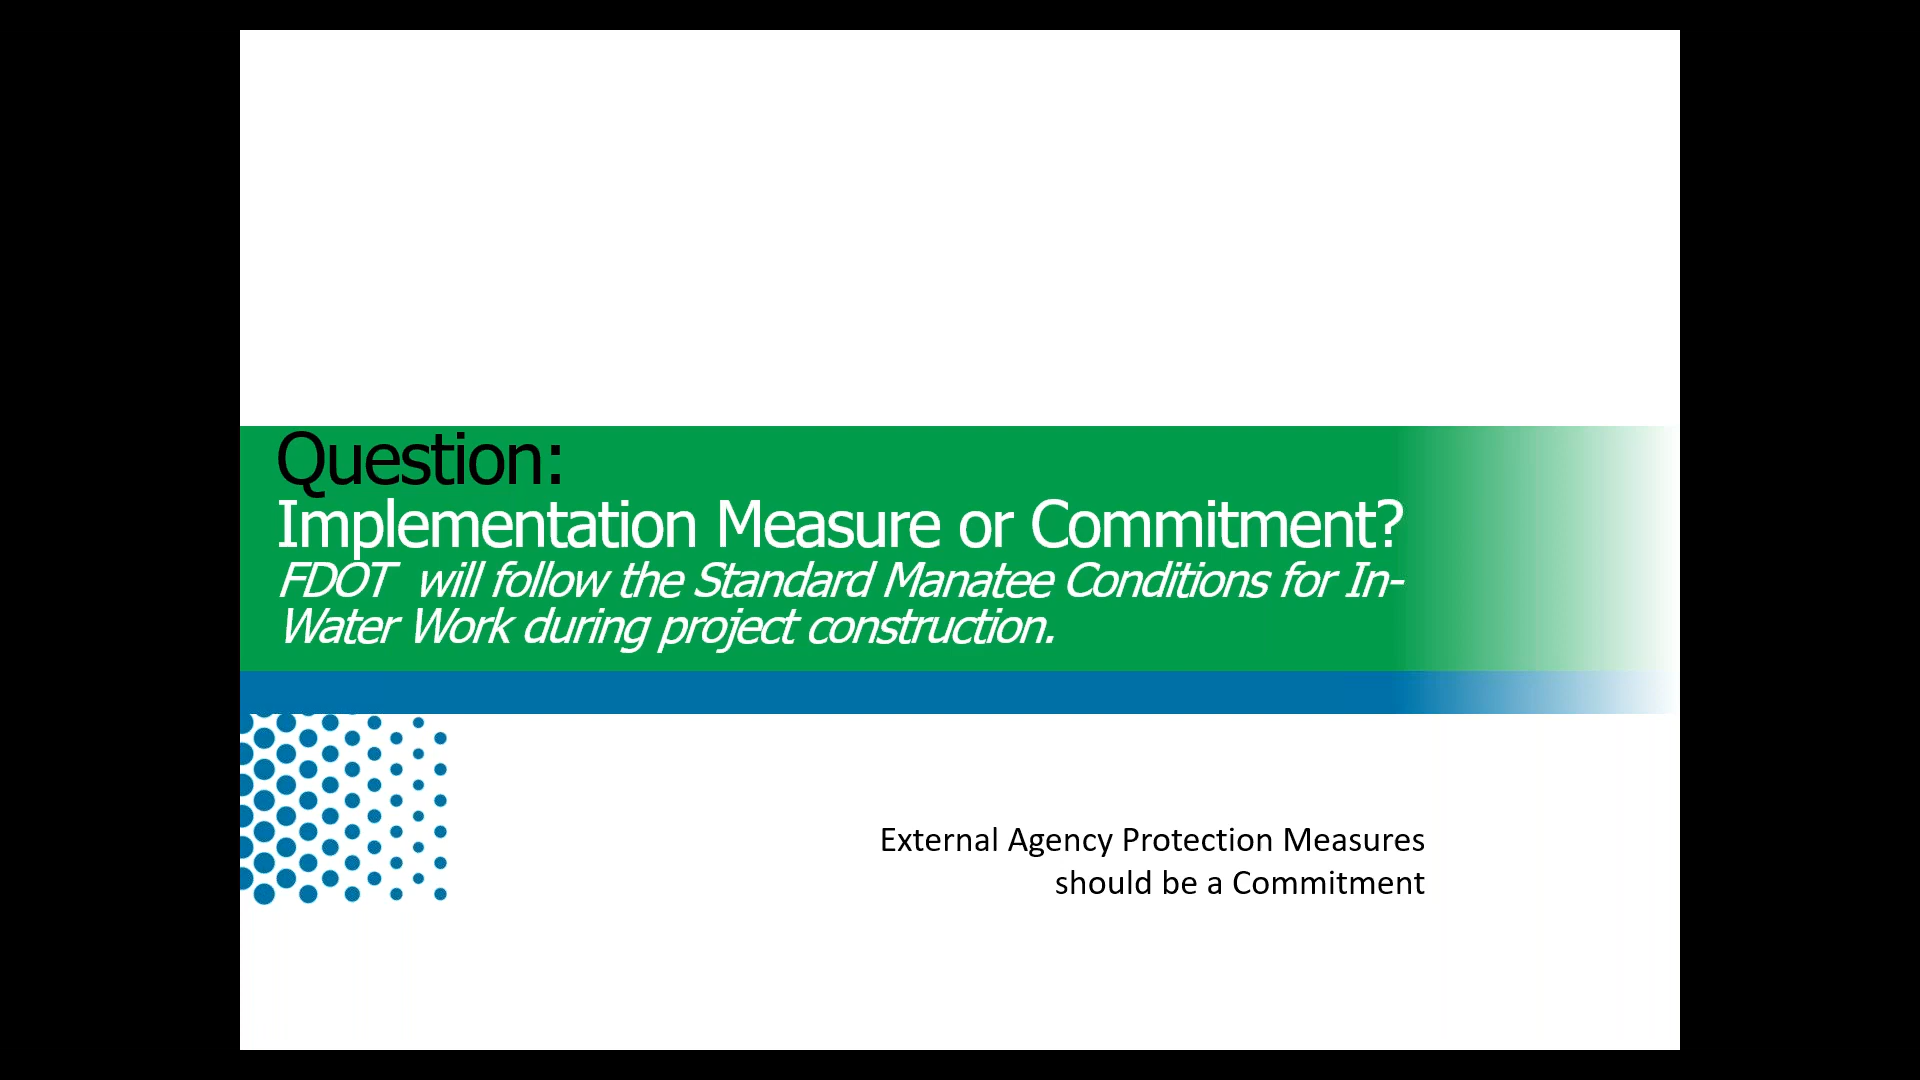 Question:
Implementation Measure or Commitment?
FDOT will follow the Standard Manatee Conditions for In-
Water Work during project construction.
External Agency Protection Measures
should be a Commitment